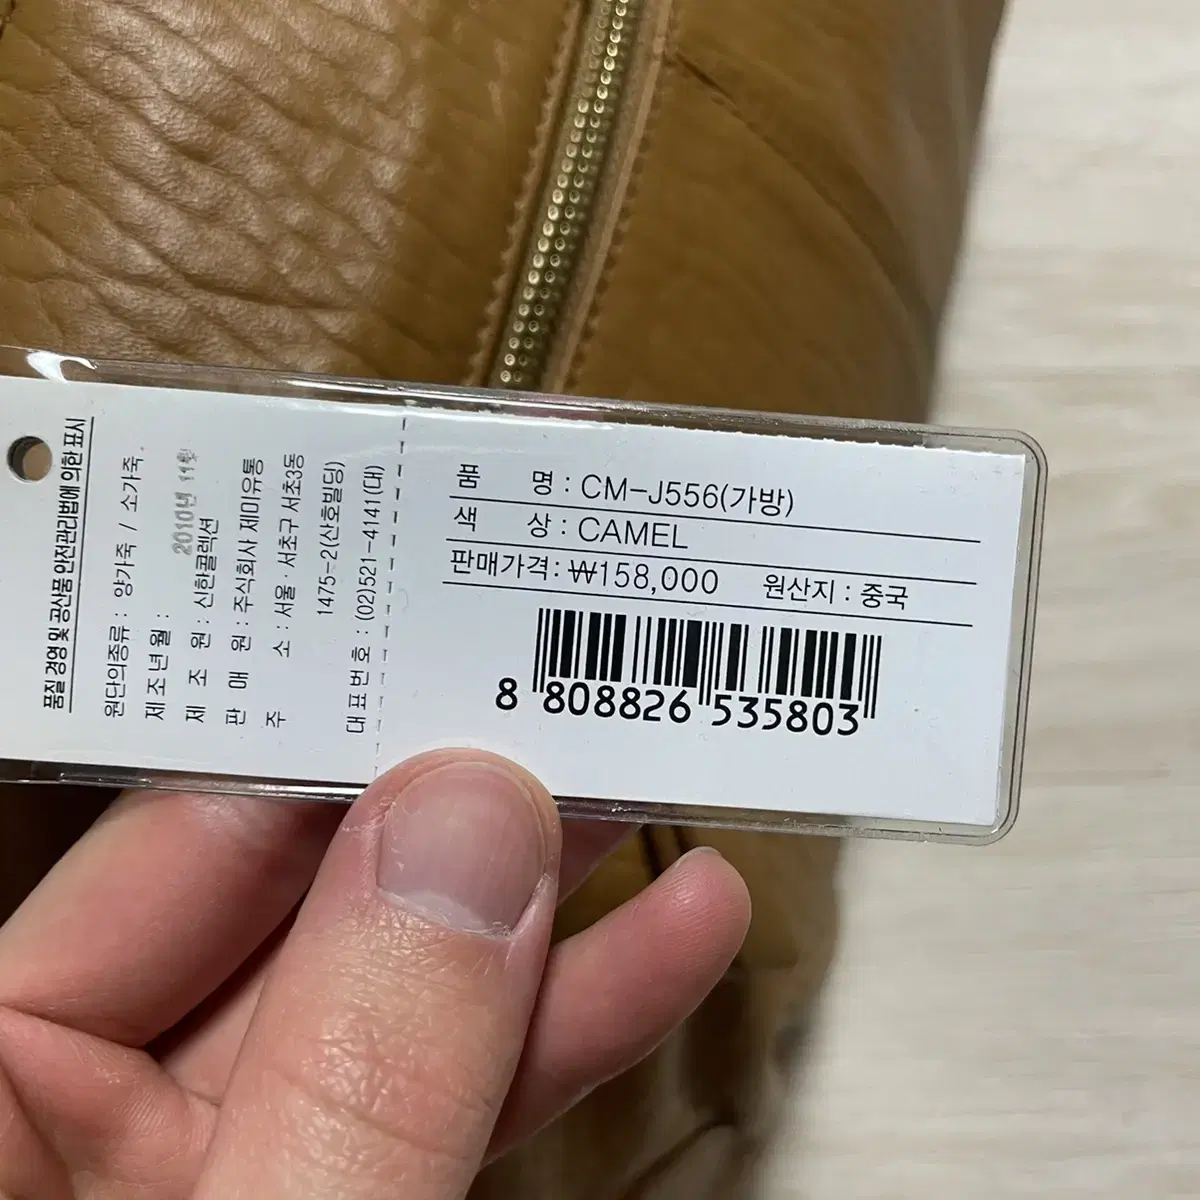 품질 경영 및 공산품 안전관리법에 의한 표시
원단의종류 : 양가죽 / 소가죽.
제조년월 : 2010년 11월
제 조 원 : 신한콜렉션
판 매 원 : 주식회사 제미유통
주 소 : 서울·서초구 서초3동
1475-2(산호빌딩)
대표번호 : (02)521-4141(대)
품 명 : CM-J556(가방)
색 상 : CAMEL
판매가격 : ₩158,000 원산지 : 중국
8 808826 535803